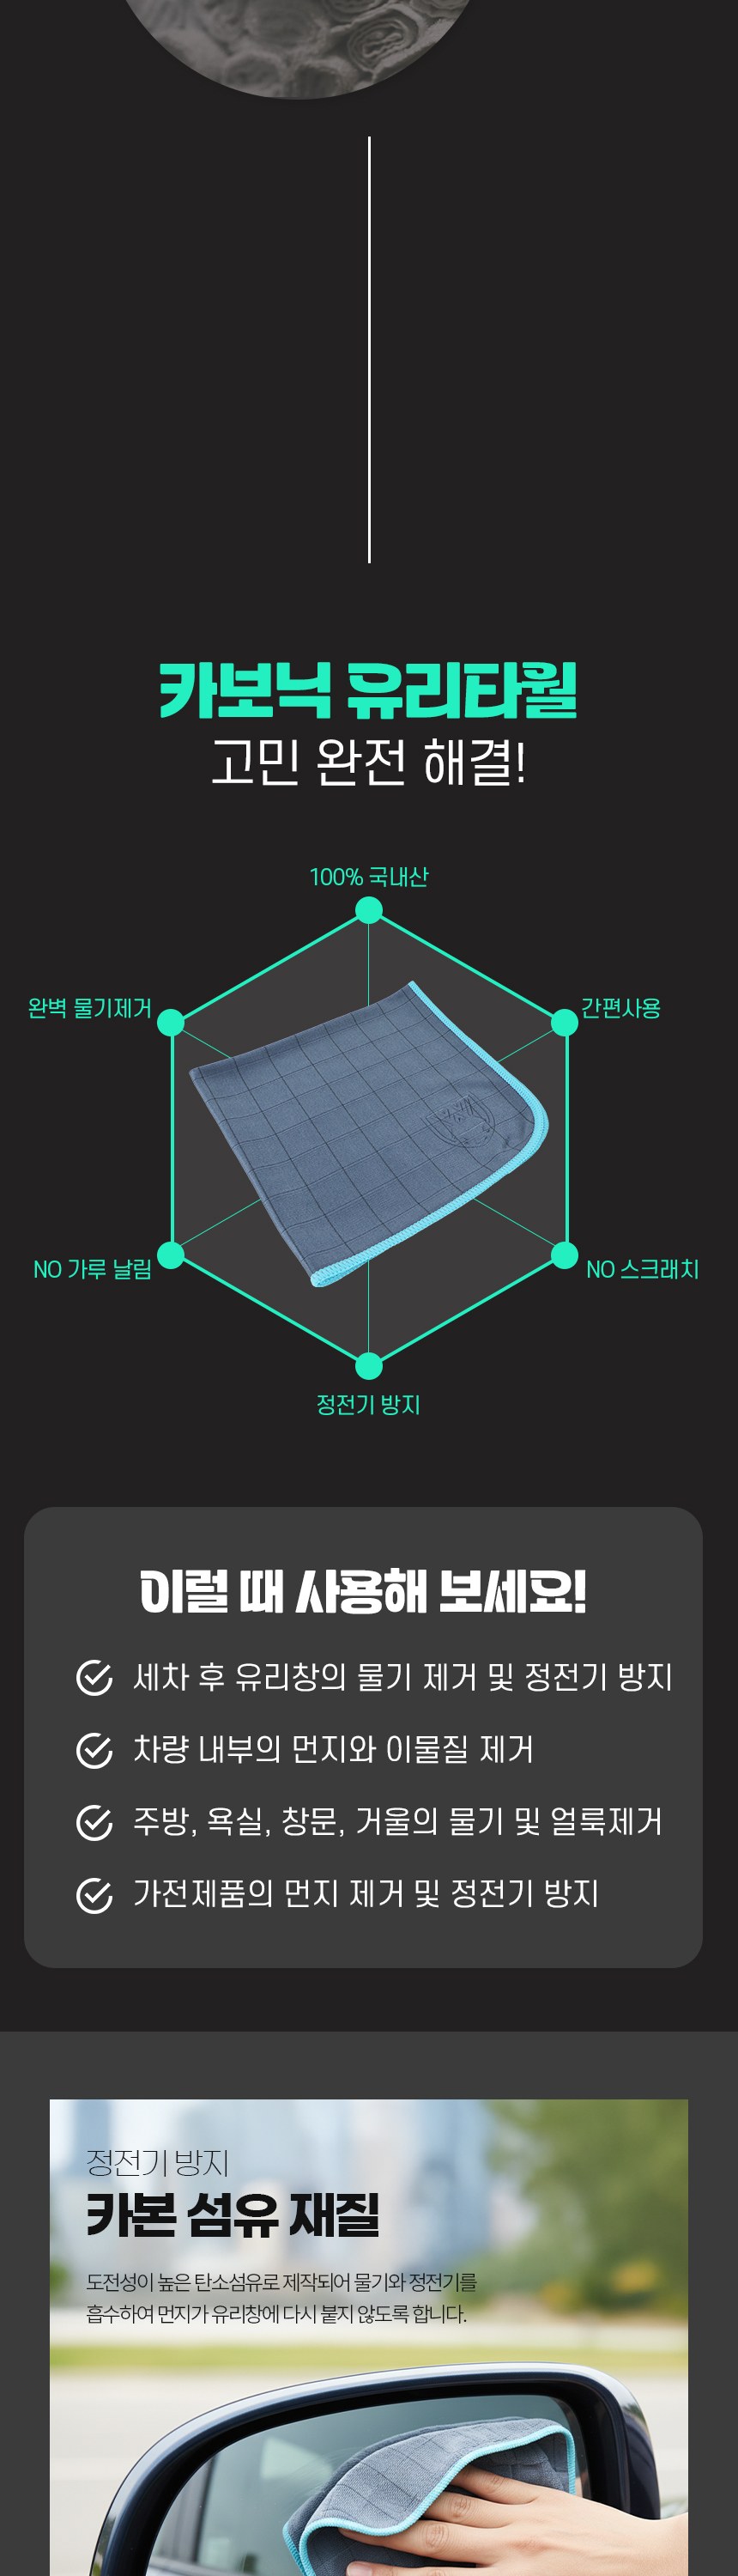 카보닉 유리타월
고민 완전 해결!
100% 국내산
완벽 물기제거
간편사용
NO 가루 날림
NO 스크래치
정전기 방지
이럴 때 사용해 보세요!
세차 후 유리창의 물기 제거 및 정전기 방지
차량 내부의 먼지와 이물질 제거
주방, 욕실, 창문, 거울의 물기 및 얼룩제거
가전제품의 먼지 제거 및 정전기 방지
정전기 방지
카본 섬유 재질
도전성이 높은 탄소섬유로 제작되어 물기와 정전기를
흡수하여 먼지가 유리창에 다시 붙지 않도록 합니다.